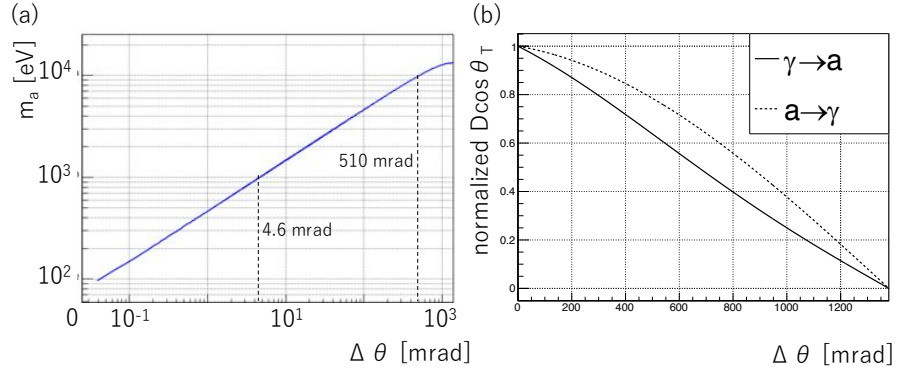 (a)
m_a [eV]
10^4
10^3
10^2
510 mrad
4.6 mrad
0 10^-1 10^1 10^3
Δ θ [mrad]
(b)
normalized Dcos θ_T
1
0.8
0.6
0.4
0.2
0
γ→a
a→γ
0 200 400 600 800 1000 1200
Δ θ [mrad]